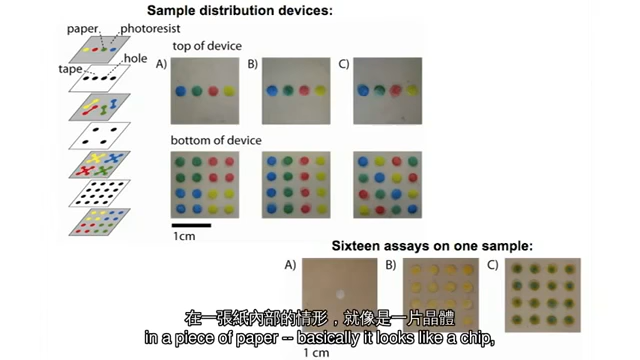 Sample distribution devices:
paper
photoresist
tape
hole
top of device
A)
B)
C)
bottom of device
1cm
Sixteen assays on one sample:
A)
B)
C)
在一張紙內部的情形，就像是一片晶體
in a piece of paper -- basically it looks like a chip,
1 cm